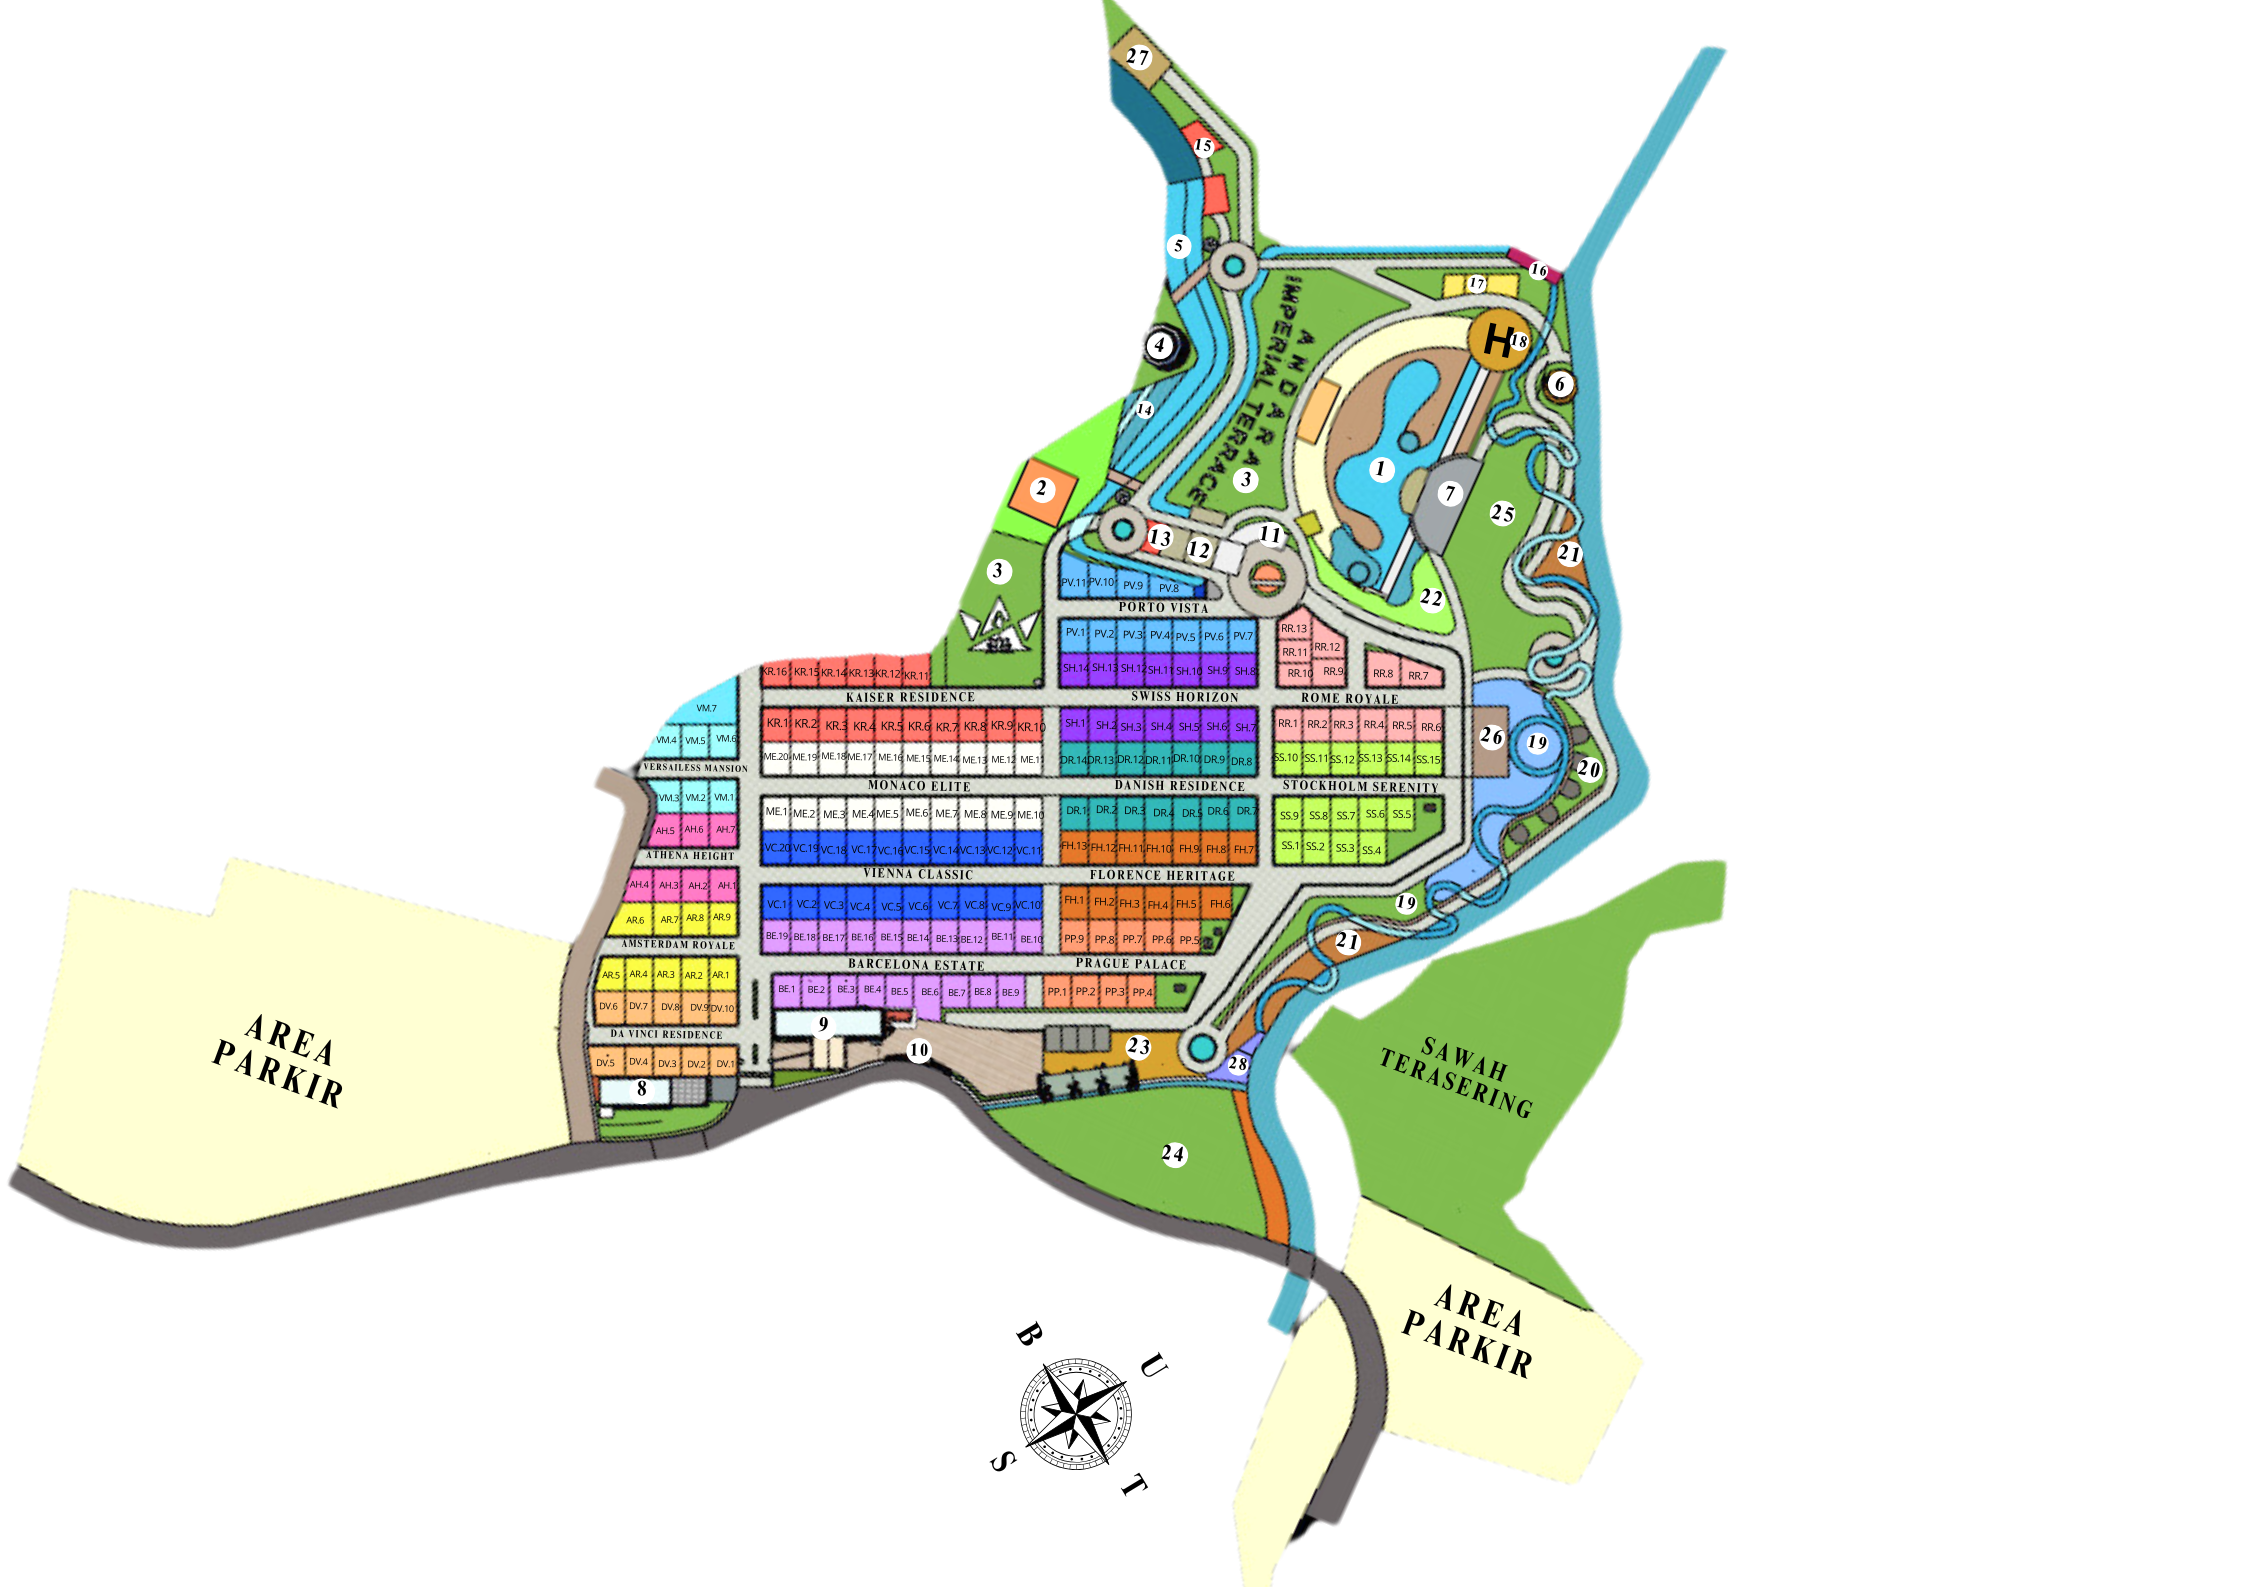 27
15
5
16
17
H
18
ANDARA
IMPERIAL TERRACE
4
6
14
1
3
2
7
25
11
13
12
21
3
22
PV.11 PV.10 PV.9 PV.8
PORTO VISTA
PV.1 PV.2 PV.3 PV.4 PV.5 PV.6 PV.7
RR.13
RR.12
RR.11
RR.10 RR.9
RR.8 RR.7
SH.14 SH.13 SH.12 SH.11 SH.10 SH.9 SH.8
KR.16 KR.15 KR.14 KR.13 KR.12 KR.11
KAISER RESIDENCE
SWISS HORIZON
ROME ROYALE
VM.7
KR.1 KR.2 KR.3 KR.4 KR.5 KR.6 KR.7 KR.8 KR.9 KR.10
SH.1 SH.2 SH.3 SH.4 SH.5 SH.6 SH.7
RR.1 RR.2 RR.3 RR.4 RR.5 RR.6
26
19
VM.4 VM.5 VM.6
ME.20 ME.19 ME.18 ME.17 ME.16 ME.15 ME.14 ME.13 ME.12 ME.11
DR.14 DR.13 DR.12 DR.11 DR.10 DR.9 DR.8
SS.10 SS.11 SS.12 SS.13 SS.14 SS.15
20
VERSAILESS MANSION
MONACO ELITE
DANISH RESIDENCE
STOCKHOLM SERENITY
VM.3 VM.2 VM.1
ME.1 ME.2 ME.3 ME.4 ME.5 ME.6 ME.7 ME.8 ME.9 ME.10
DR.1 DR.2 DR.3 DR.4 DR.5 DR.6 DR.7
SS.9 SS.8 SS.7 SS.6 SS.5
AH.5 AH.6 AH.7
VC.20 VC.19 VC.18 VC.17 VC.16 VC.15 VC.14 VC.13 VC.12 VC.11
FH.13 FH.12 FH.11 FH.10 FH.9 FH.8 FH.7
SS.1 SS.2 SS.3 SS.4
ATHENA HEIGHT
VIENNA CLASSIC
FLORENCE HERITAGE
AH.4 AH.3 AH.2 AH.1
VC.1 VC.2 VC.3 VC.4 VC.5 VC.6 VC.7 VC.8 VC.9 VC.10
FH.1 FH.2 FH.3 FH.4 FH.5 FH.6
19
AR.6 AR.7 AR.8 AR.9
BE.19 BE.18 BE.17 BE.16 BE.15 BE.14 BE.13 BE.12 BE.11 BE.10
PP.9 PP.8 PP.7 PP.6 PP.5
21
AMSTERDAM ROYALE
BARCELONA ESTATE
PRAGUE PALACE
AR.5 AR.4 AR.3 AR.2 AR.1
BE.1 BE.2 BE.3 BE.4 BE.5 BE.6 BE.7 BE.8 BE.9
PP.1 PP.2 PP.3 PP.4
DV.6 DV.7 DV.8 DV.9 DV.10
DA VINCI RESIDENCE
9
10
23
28
DV.5 DV.4 DV.3 DV.2 DV.1
8
AREA
PARKIR
SAWAH
TERASERING
24
AREA
PARKIR
B
U
S
T